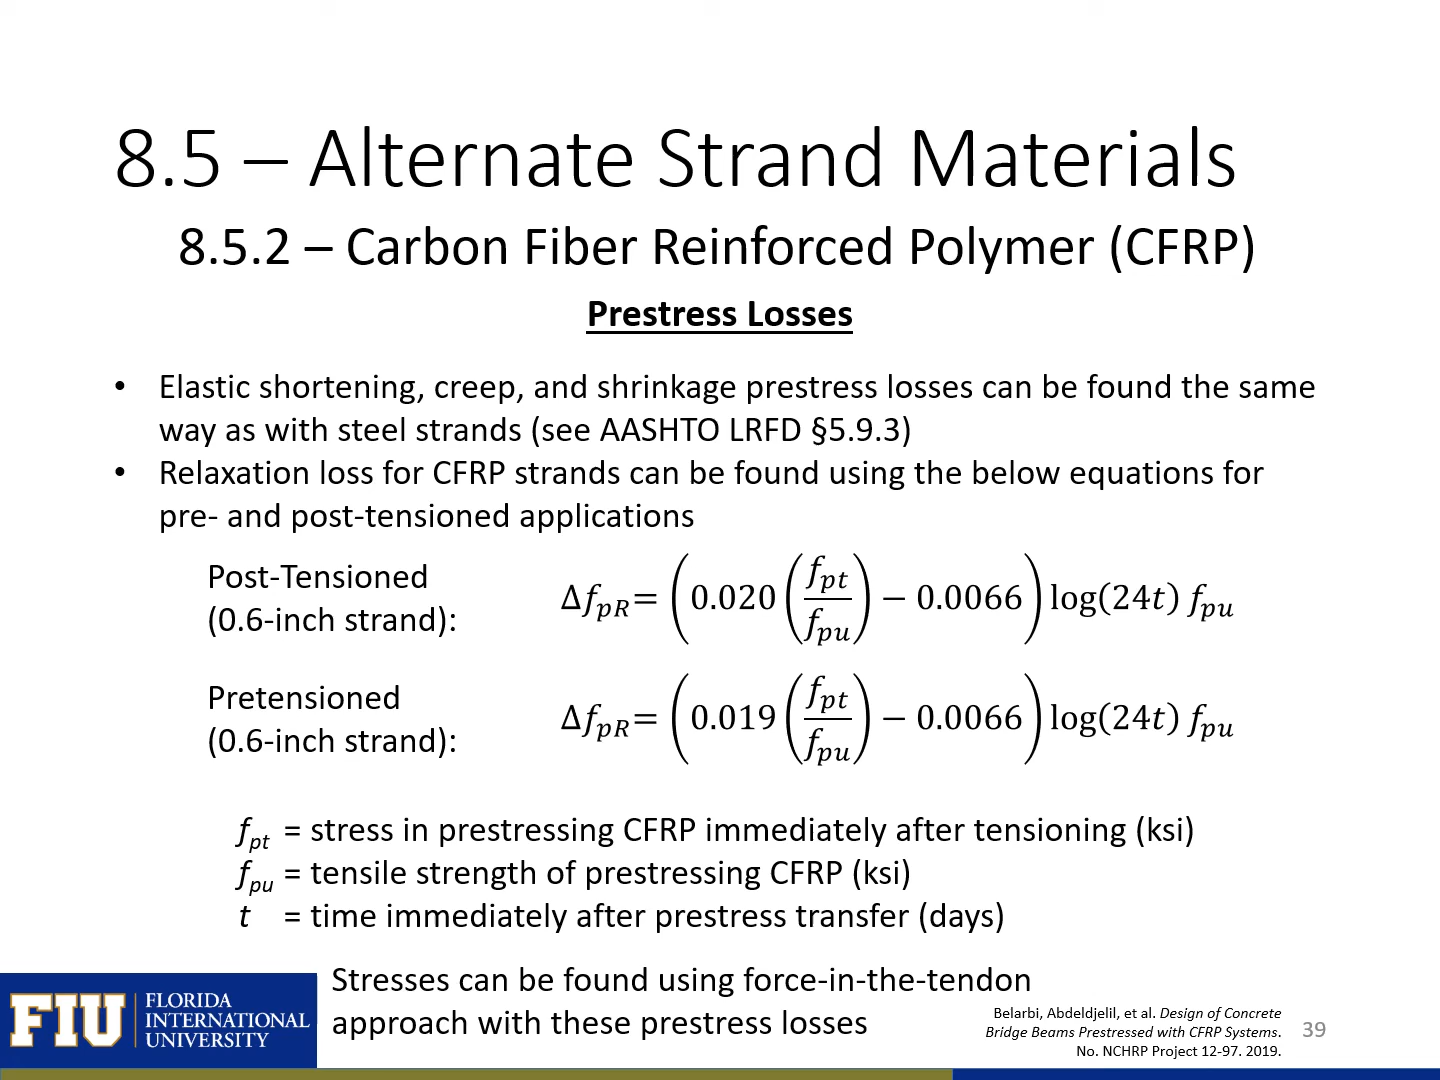 8.5 – Alternate Strand Materials
8.5.2 – Carbon Fiber Reinforced Polymer (CFRP)
Prestress Losses
• Elastic shortening, creep, and shrinkage prestress losses can be found the same
way as with steel strands (see AASHTO LRFD §5.9.3)
• Relaxation loss for CFRP strands can be found using the below equations for
pre- and post-tensioned applications
Post-Tensioned
(0.6-inch strand):
Δf_pR = (0.020 (f_pt / f_pu) − 0.0066) log(24t) f_pu
Pretensioned
(0.6-inch strand):
Δf_pR = (0.019 (f_pt / f_pu) − 0.0066) log(24t) f_pu
f_pt = stress in prestressing CFRP immediately after tensioning (ksi)
f_pu = tensile strength of prestressing CFRP (ksi)
t = time immediately after prestress transfer (days)
Stresses can be found using force-in-the-tendon
approach with these prestress losses
FIU
FLORIDA
INTERNATIONAL
UNIVERSITY
Belarbi, Abdeldjelil, et al. Design of Concrete
Bridge Beams Prestressed with CFRP Systems.
No. NCHRP Project 12-97. 2019.
39